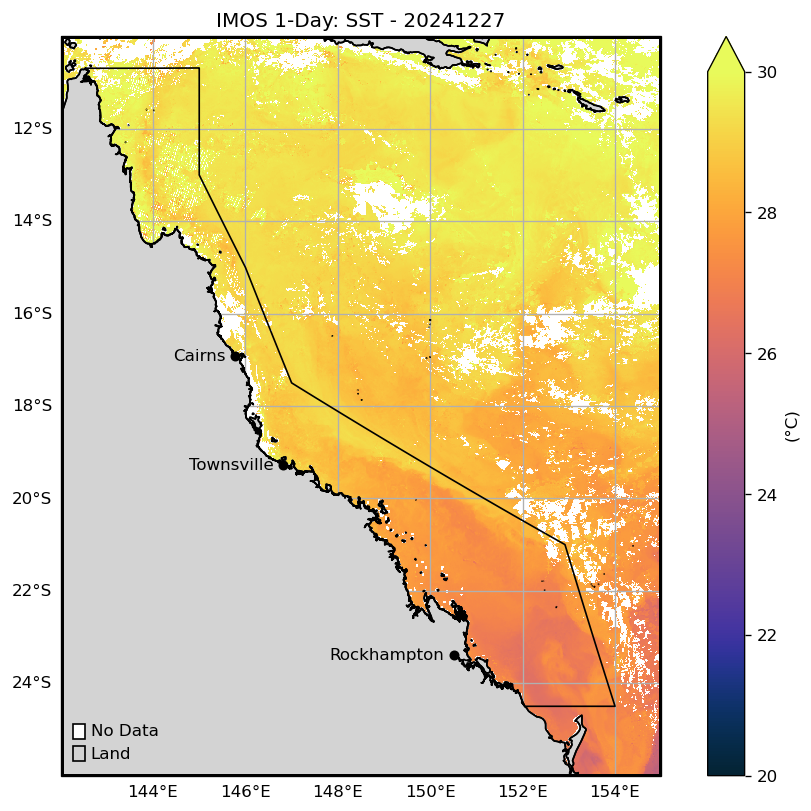 IMOS 1-Day: SST - 20241227
12°S
14°S
16°S
18°S
20°S
22°S
24°S
Cairns
Townsville
Rockhampton
No Data
Land
144°E 146°E 148°E 150°E 152°E 154°E
30
28
26
24
22
20
(°C)